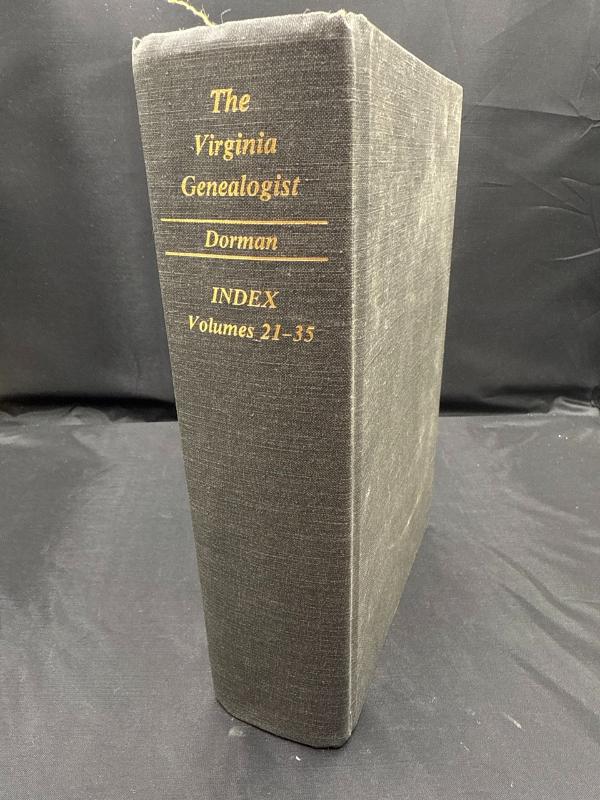 The
Virginia
Genealogist
Dorman
INDEX
Volumes 21–35